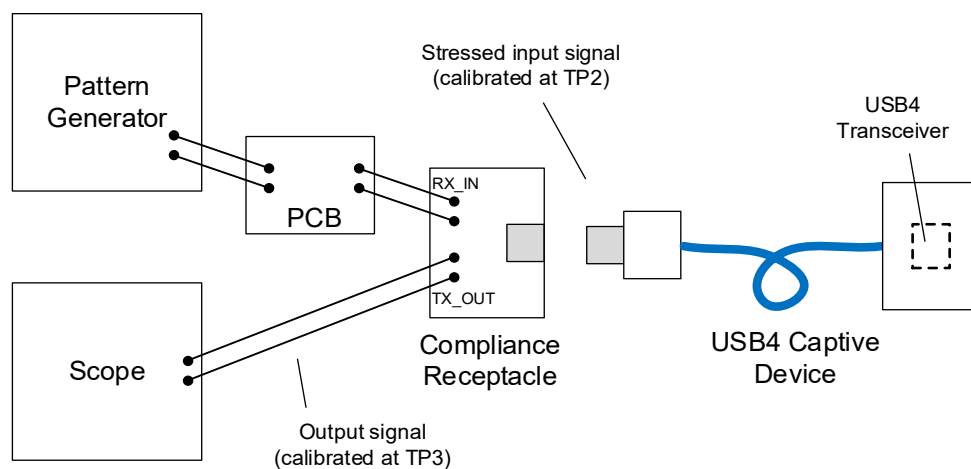 Pattern
Generator
PCB
Stressed input signal
(calibrated at TP2)
USB4
Transceiver
RX_IN
TX_OUT
Compliance
Receptacle
USB4 Captive
Device
Scope
Output signal
(calibrated at TP3)